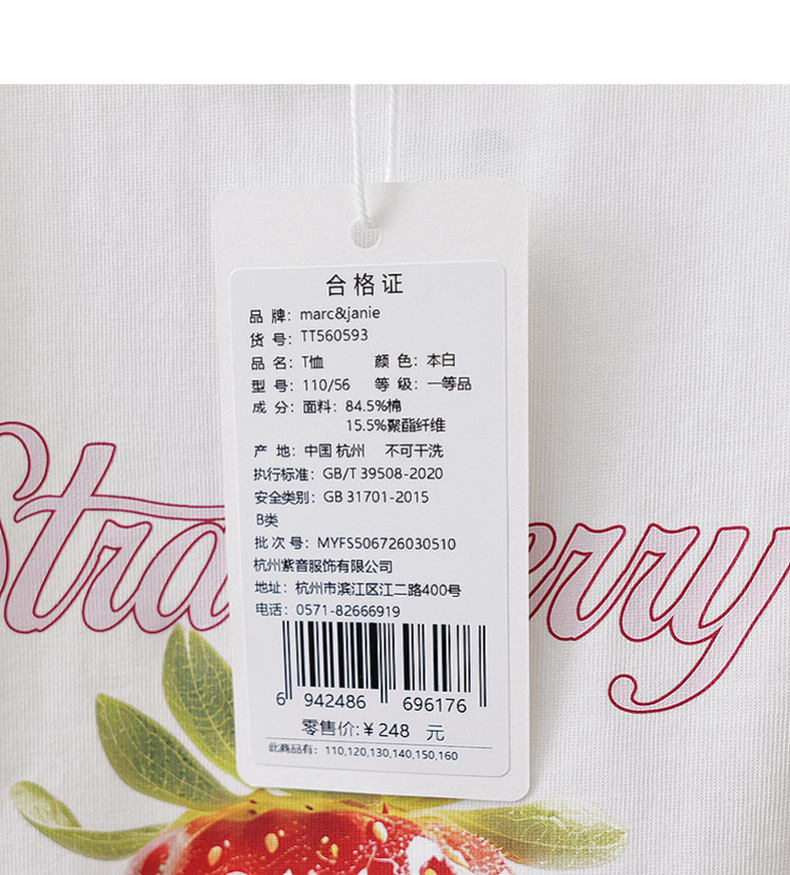 合格证
品 牌：marc&janie
货 号：TT560593
品 名：T恤 颜 色：本白
型 号：110/56 等 级：一等品
成 分：面料：84.5%棉
15.5%聚酯纤维
产 地：中国 杭州 不可干洗
执行标准：GB/T 39508-2020
安全类别：GB 31701-2015
B类
批 次 号：MYFS506726030510
杭州紫音服饰有限公司
地址：杭州市滨江区江二路400号
电话：0571-82666919
6 942486 696176
零售价:￥248 元
此商品有：110,120,130,140,150,160
Stra erry